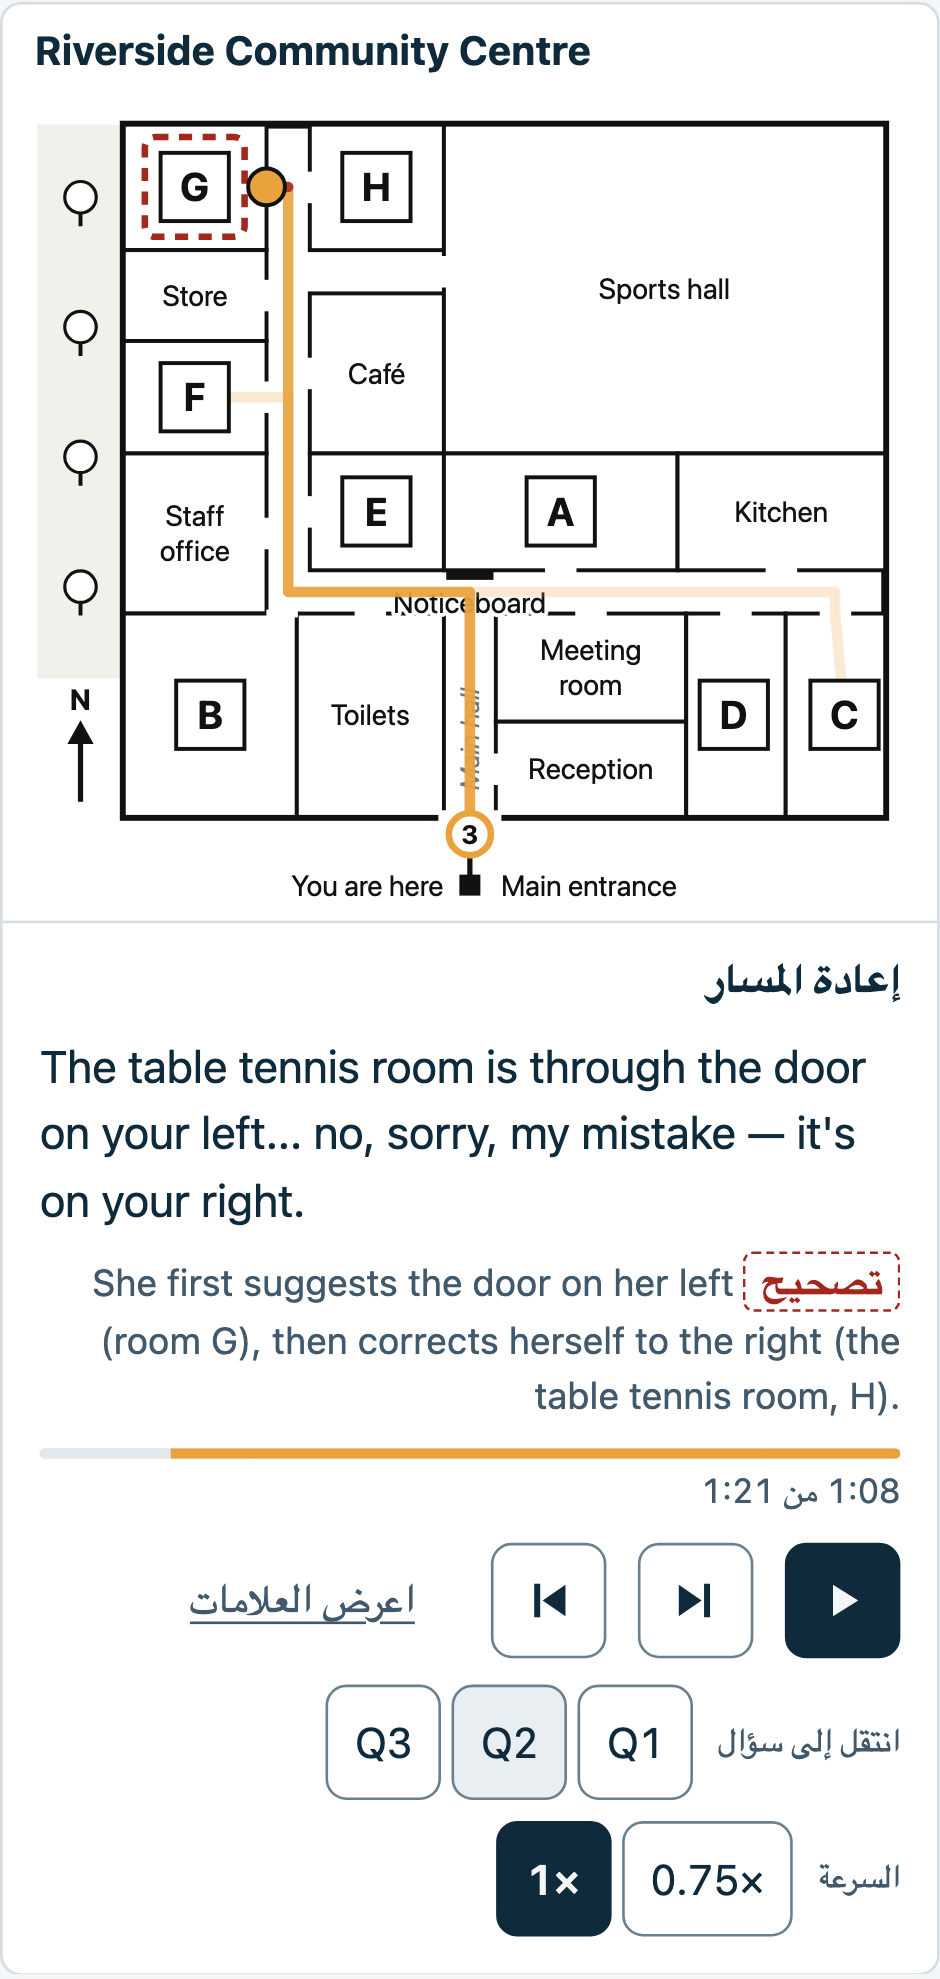 Riverside Community Centre
G
H
Sports hall
Store
Café
F
E
A
Kitchen
Staff
office
Noticeboard
Meeting
room
N
B
Toilets
Main hall
D
C
Reception
3
You are here
Main entrance
إعادة المسار
The table tennis room is through the door
on your left... no, sorry, my mistake — it's
on your right.
تصحيح She first suggests the door on her left
(room G), then corrects herself to the right (the
table tennis room, H).
1:08 من 1:21
اعرض العلامات
انتقل إلى سؤال Q1 Q2 Q3
السرعة 0.75× 1×